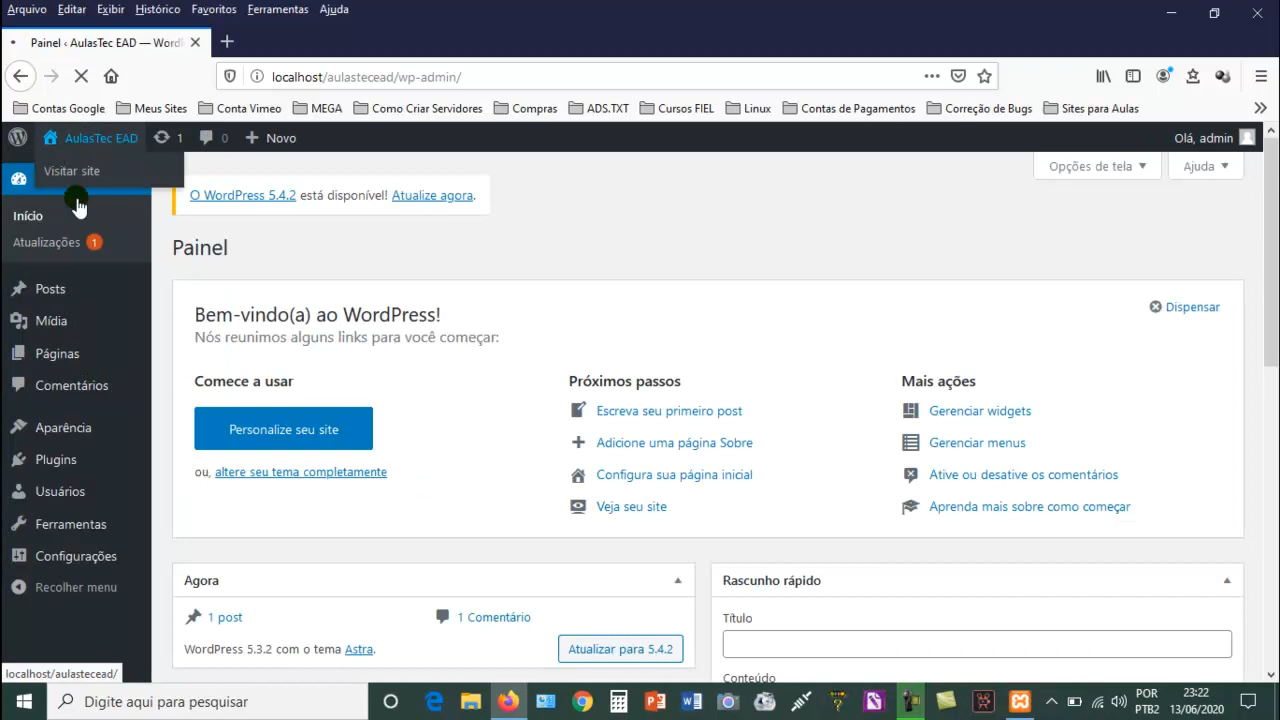 Arquivo Editar Exibir Histórico Favoritos Ferramentas Ajuda
Painel ‹ AulasTec EAD — Word
localhost/aulastecead/wp-admin/
Contas Google Meus Sites Conta Vimeo MEGA Como Criar Servidores Compras ADS.TXT Cursos FIEL Linux Contas de Pagamentos Correção de Bugs Sites para Aulas
AulasTec EAD 1 0 Novo Olá, admin
Visitar site
Opções de tela Ajuda
O WordPress 5.4.2 está disponível! Atualize agora.
Início
Atualizações 1
Posts
Mídia
Páginas
Comentários
Aparência
Plugins
Usuários
Ferramentas
Configurações
Recolher menu
Painel
Bem-vindo(a) ao WordPress!
Dispensar
Nós reunimos alguns links para você começar:
Comece a usar
Personalize seu site
ou, altere seu tema completamente
Próximos passos
Escreva seu primeiro post
Adicione uma página Sobre
Configura sua página inicial
Veja seu site
Mais ações
Gerenciar widgets
Gerenciar menus
Ative ou desative os comentários
Aprenda mais sobre como começar
Agora
1 post 1 Comentário
WordPress 5.3.2 com o tema Astra.
Atualizar para 5.4.2
Rascunho rápido
Título
Conteúdo
localhost/aulastecead/
Digite aqui para pesquisar
POR
PTB2
23:22
13/06/2020